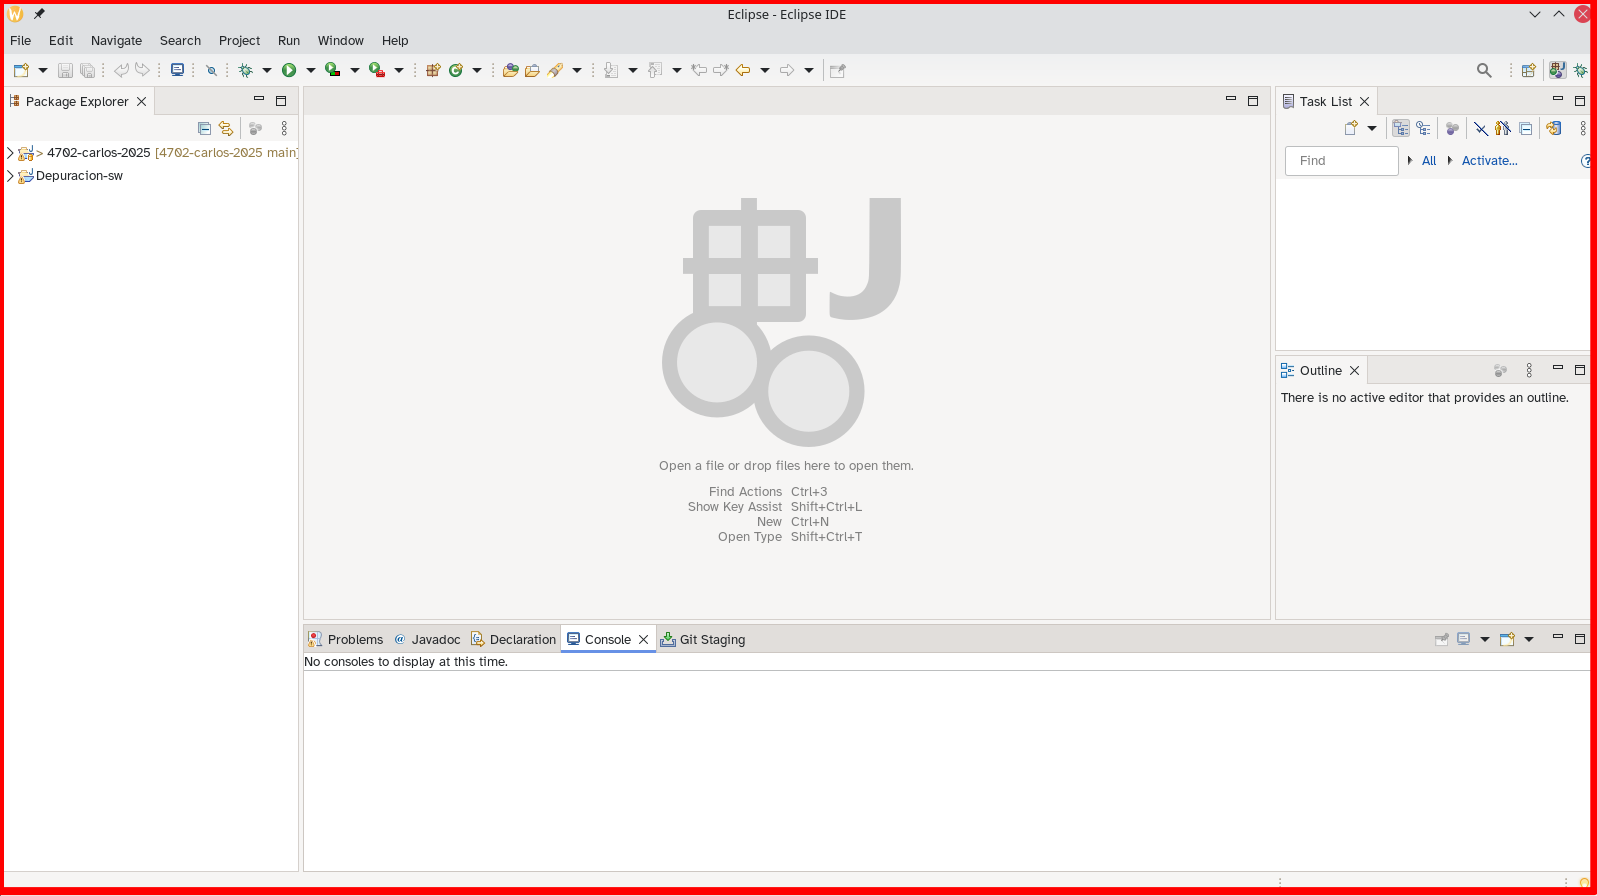 Eclipse - Eclipse IDE
File Edit Navigate Search Project Run Window Help
Package Explorer
> 4702-carlos-2025 [4702-carlos-2025 main]
Depuracion-sw
Open a file or drop files here to open them.
Find Actions Ctrl+3
Show Key Assist Shift+Ctrl+L
New Ctrl+N
Open Type Shift+Ctrl+T
Task List
Find All Activate...
Outline
There is no active editor that provides an outline.
Problems @ Javadoc Declaration Console Git Staging
No consoles to display at this time.